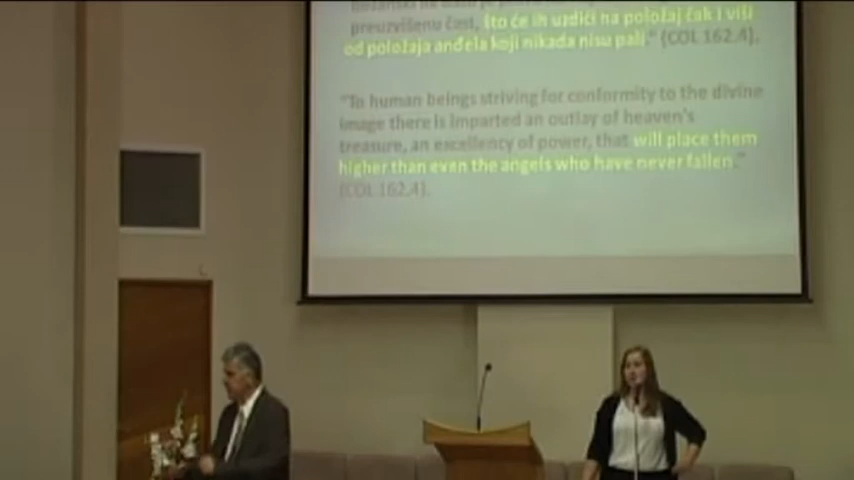 preuzvišenu čast, što će ih uzdići na položaj čak i viši
od položaja anđela koji nikada nisu pali." {COL 162.4}.
"To human beings striving for conformity to the divine
image there is imparted an outlay of heaven's
treasure, an excellency of power, that will place them
higher than even the angels who have never fallen."
{COL 162.4}.